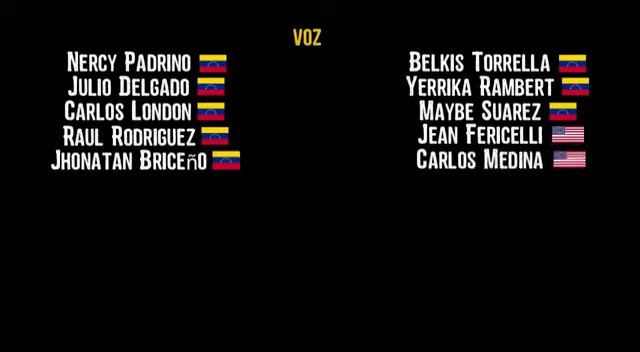 VOZ
NERCY PADRINO
JULIO DELGADO
CARLOS LONDON
RAUL RODRIGUEZ
JHONATAN BRICEñO
BELKIS TORRELLA
YERRIKA RAMBERT
MAYBE SUAREZ
JEAN FERICELLI
CARLOS MEDINA